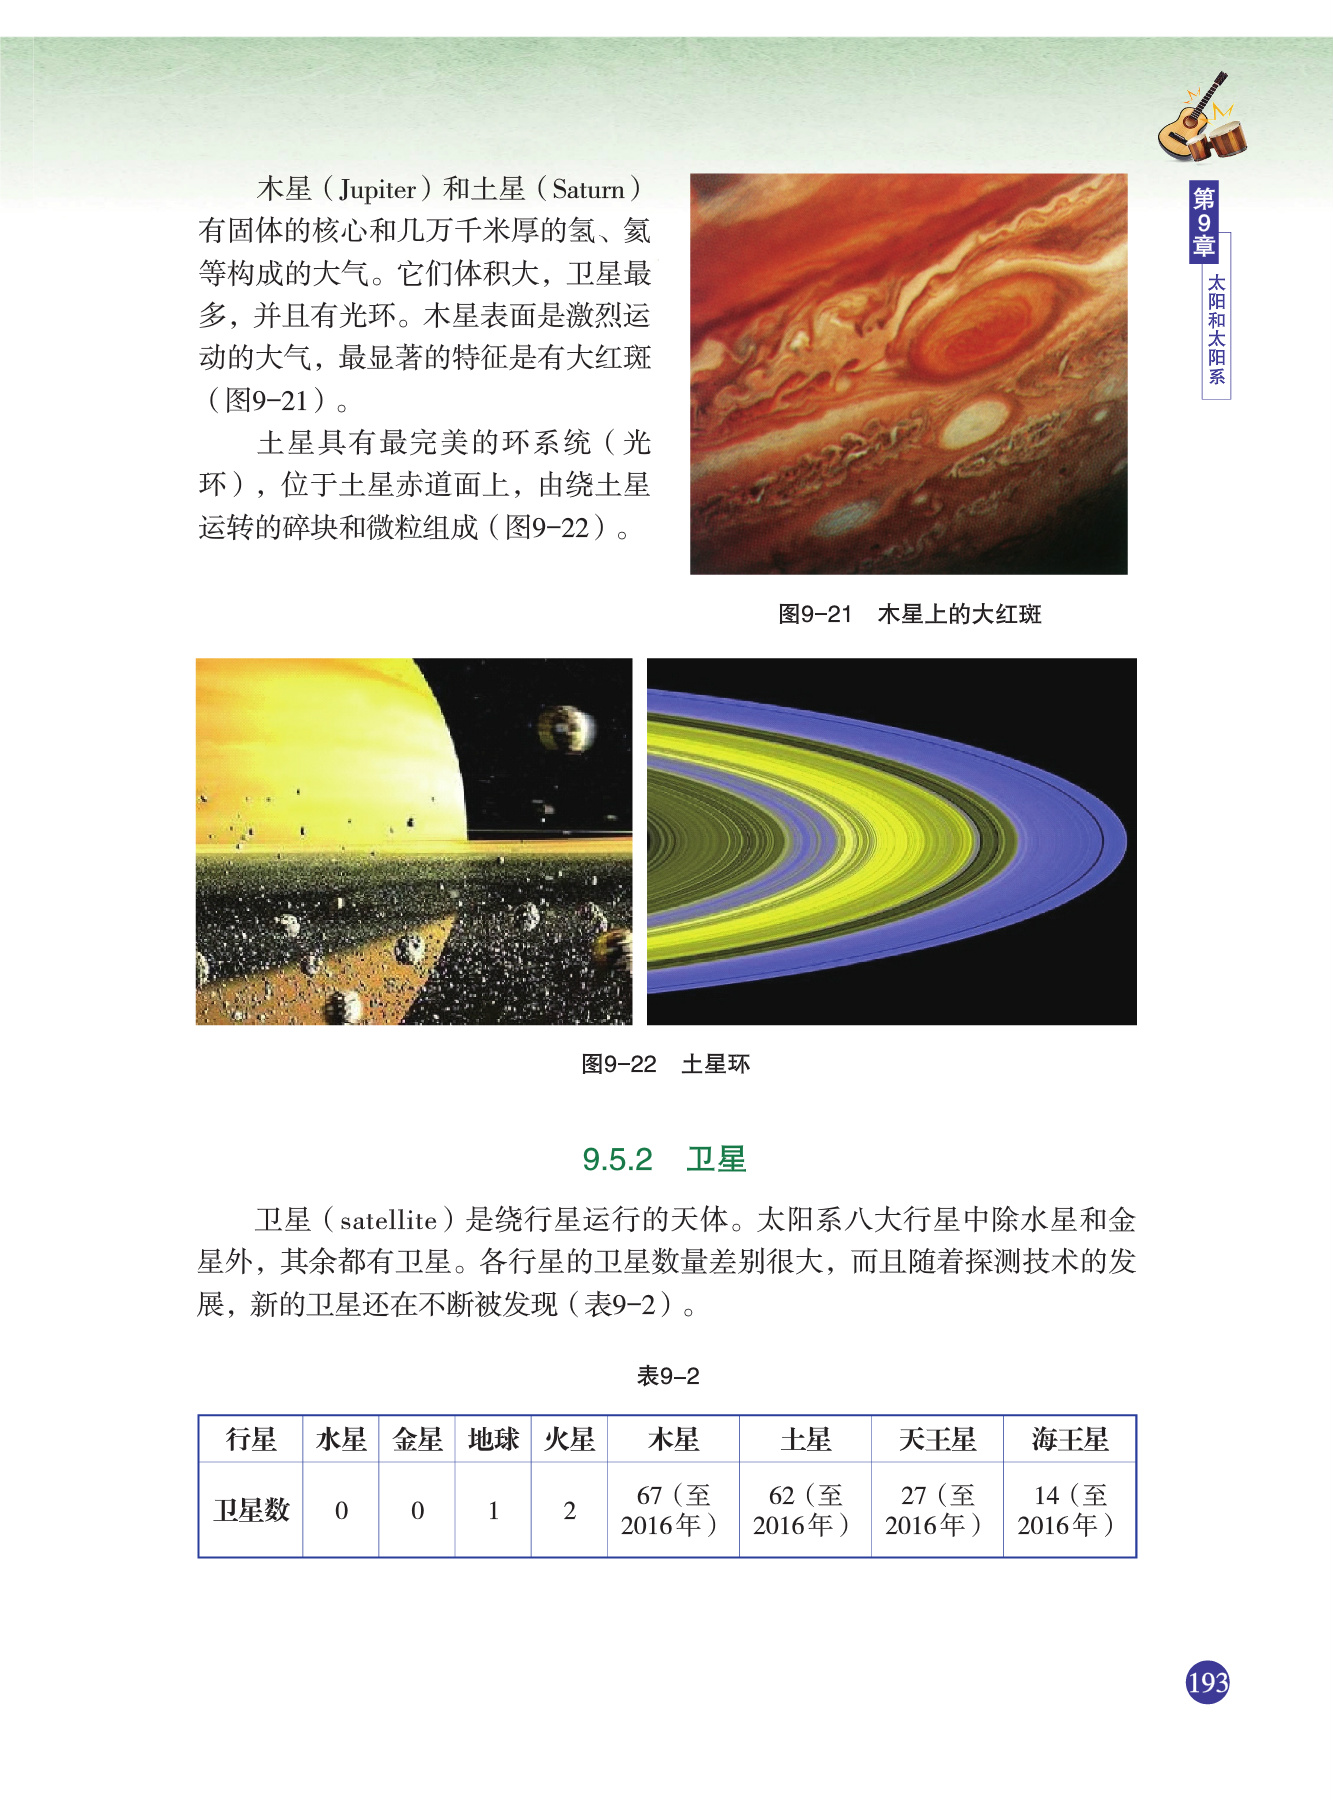 木星（Jupiter）和土星（Saturn）
有固体的核心和几万千米厚的氢、氦
等构成的大气。它们体积大，卫星最
多，并且有光环。木星表面是激烈运
动的大气，最显著的特征是有大红斑
（图9-21）。
土星具有最完美的环系统（光
环），位于土星赤道面上，由绕土星
运转的碎块和微粒组成（图9-22）。
图9-21 木星上的大红斑
第9章
太阳和太阳系
图9-22 土星环
9.5.2 卫星
卫星（satellite）是绕行星运行的天体。太阳系八大行星中除水星和金
星外，其余都有卫星。各行星的卫星数量差别很大，而且随着探测技术的发
展，新的卫星还在不断被发现（表9-2）。
表9-2
行星 水星 金星 地球 火星 木星 土星 天王星 海王星
卫星数 0 0 1 2 67（至2016年） 62（至2016年） 27（至2016年） 14（至2016年）
193